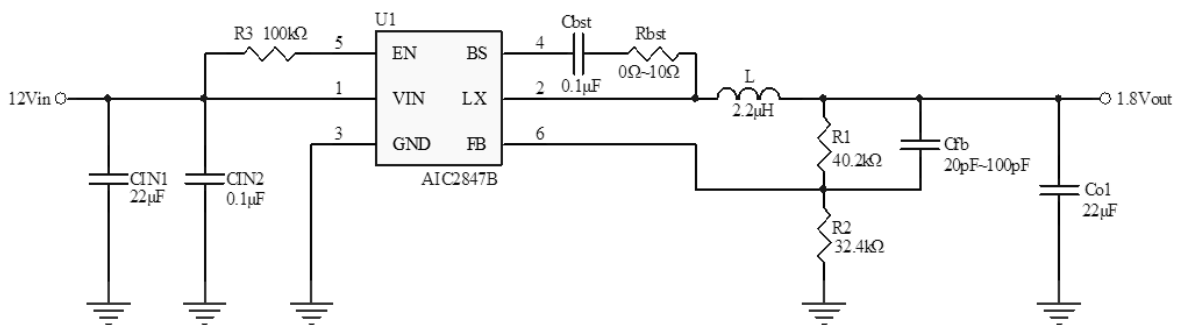 U1
R3 100kΩ
5
EN
BS
4
Cbst
0.1μF
Rbst
0Ω~10Ω
12Vin
1
VIN
LX
2
L
2.2μH
1.8Vout
3
GND
FB
6
AIC2847B
R1
40.2kΩ
Cfb
20pF~100pF
CIN1
22μF
CIN2
0.1μF
Co1
22μF
R2
32.4kΩ